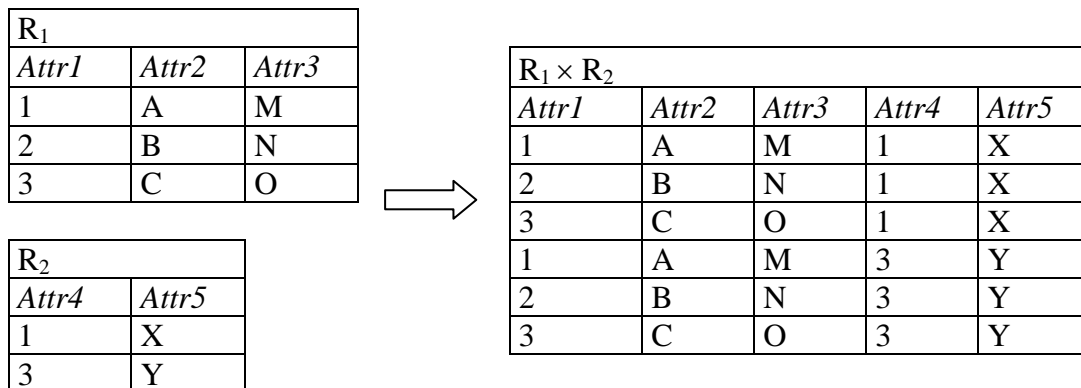 R₁
Attr1 Attr2 Attr3
1 A M
2 B N
3 C O
R₂
Attr4 Attr5
1 X
3 Y
R₁ × R₂
Attr1 Attr2 Attr3 Attr4 Attr5
1 A M 1 X
2 B N 1 X
3 C O 1 X
1 A M 3 Y
2 B N 3 Y
3 C O 3 Y